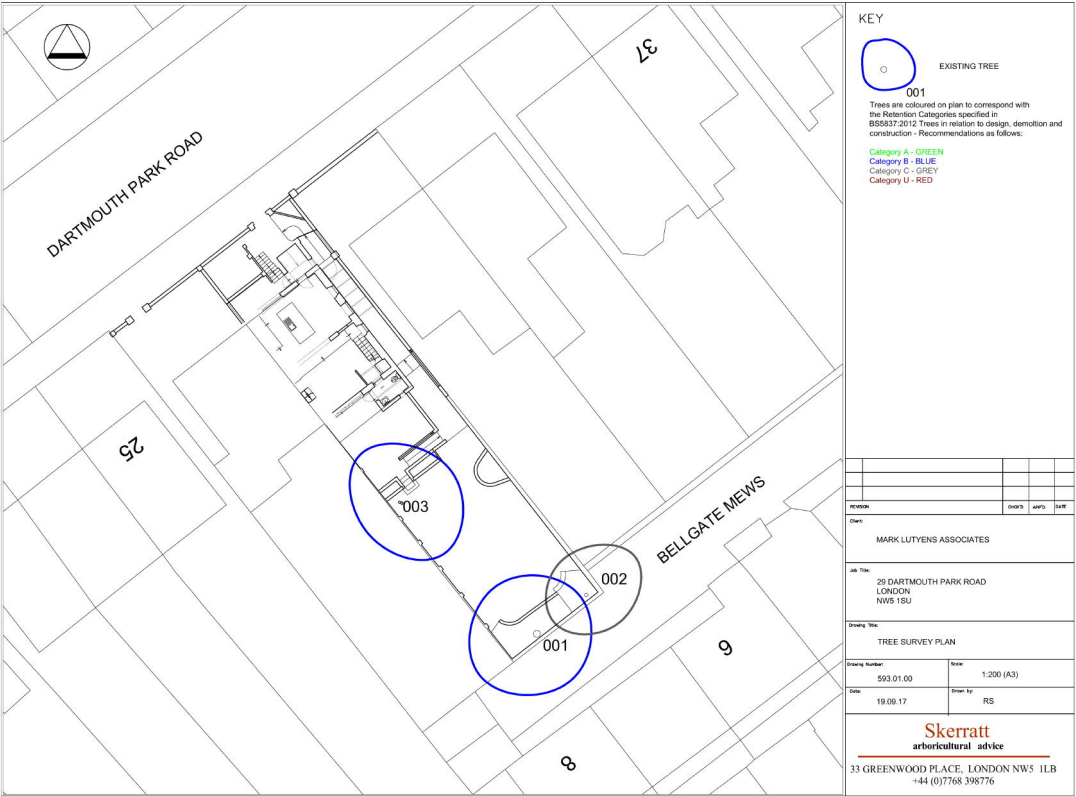 DARTMOUTH PARK ROAD
37
25
003
BELLGATE MEWS
002
001
6
8
KEY
EXISTING TREE
001
Trees are coloured on plan to correspond with
the Retention Categories specified in
BS5837:2012 Trees in relation to design, demoltion and
construction - Recommendations as follows:
Category A - GREEN
Category B - BLUE
Category C - GREY
Category U - RED
REVISION CHCK'D APP'D DATE
Client:
MARK LUTYENS ASSOCIATES
Job Title:
29 DARTMOUTH PARK ROAD
LONDON
NW5 1SU
Drawing Title:
TREE SURVEY PLAN
Drawing Number: Scale:
593.01.00 1:200 (A3)
Date: Drawn by:
19.09.17 RS
Skerratt
arboricultural advice
33 GREENWOOD PLACE, LONDON NW5 1LB
+44 (0)7768 398776